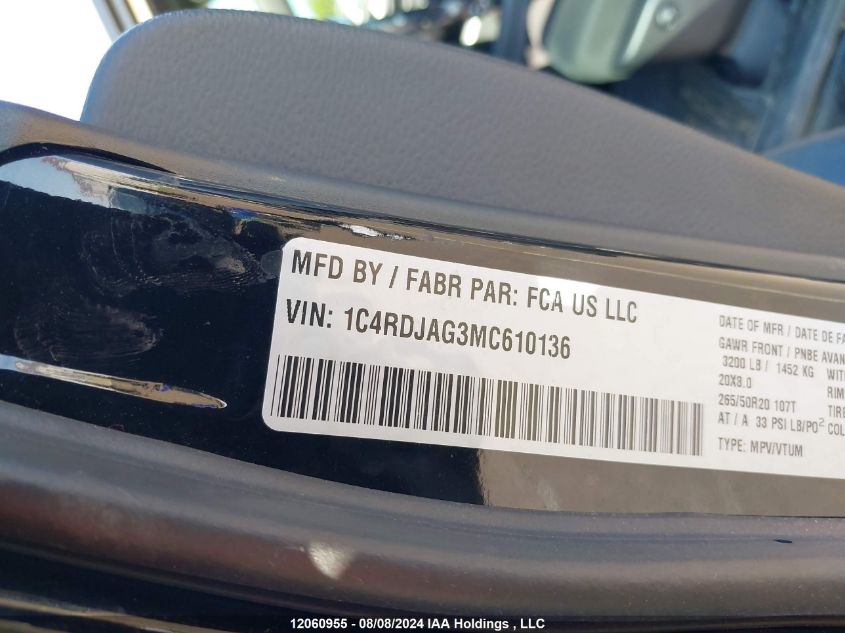 MFD BY / FABR PAR: FCA US LLC
VIN: 1C4RDJAG3MC610136
DATE OF MFR / DATE DE FA
GAWR FRONT / PNBE AVAN
3200 LB / 1452 KG WIT
20X8.0 RIM
265/50R20 107T TIRE
AT / A 33 PSI LB/PO² COL
TYPE: MPV/VTUM
12060955 - 08/08/2024 IAA Holdings , LLC